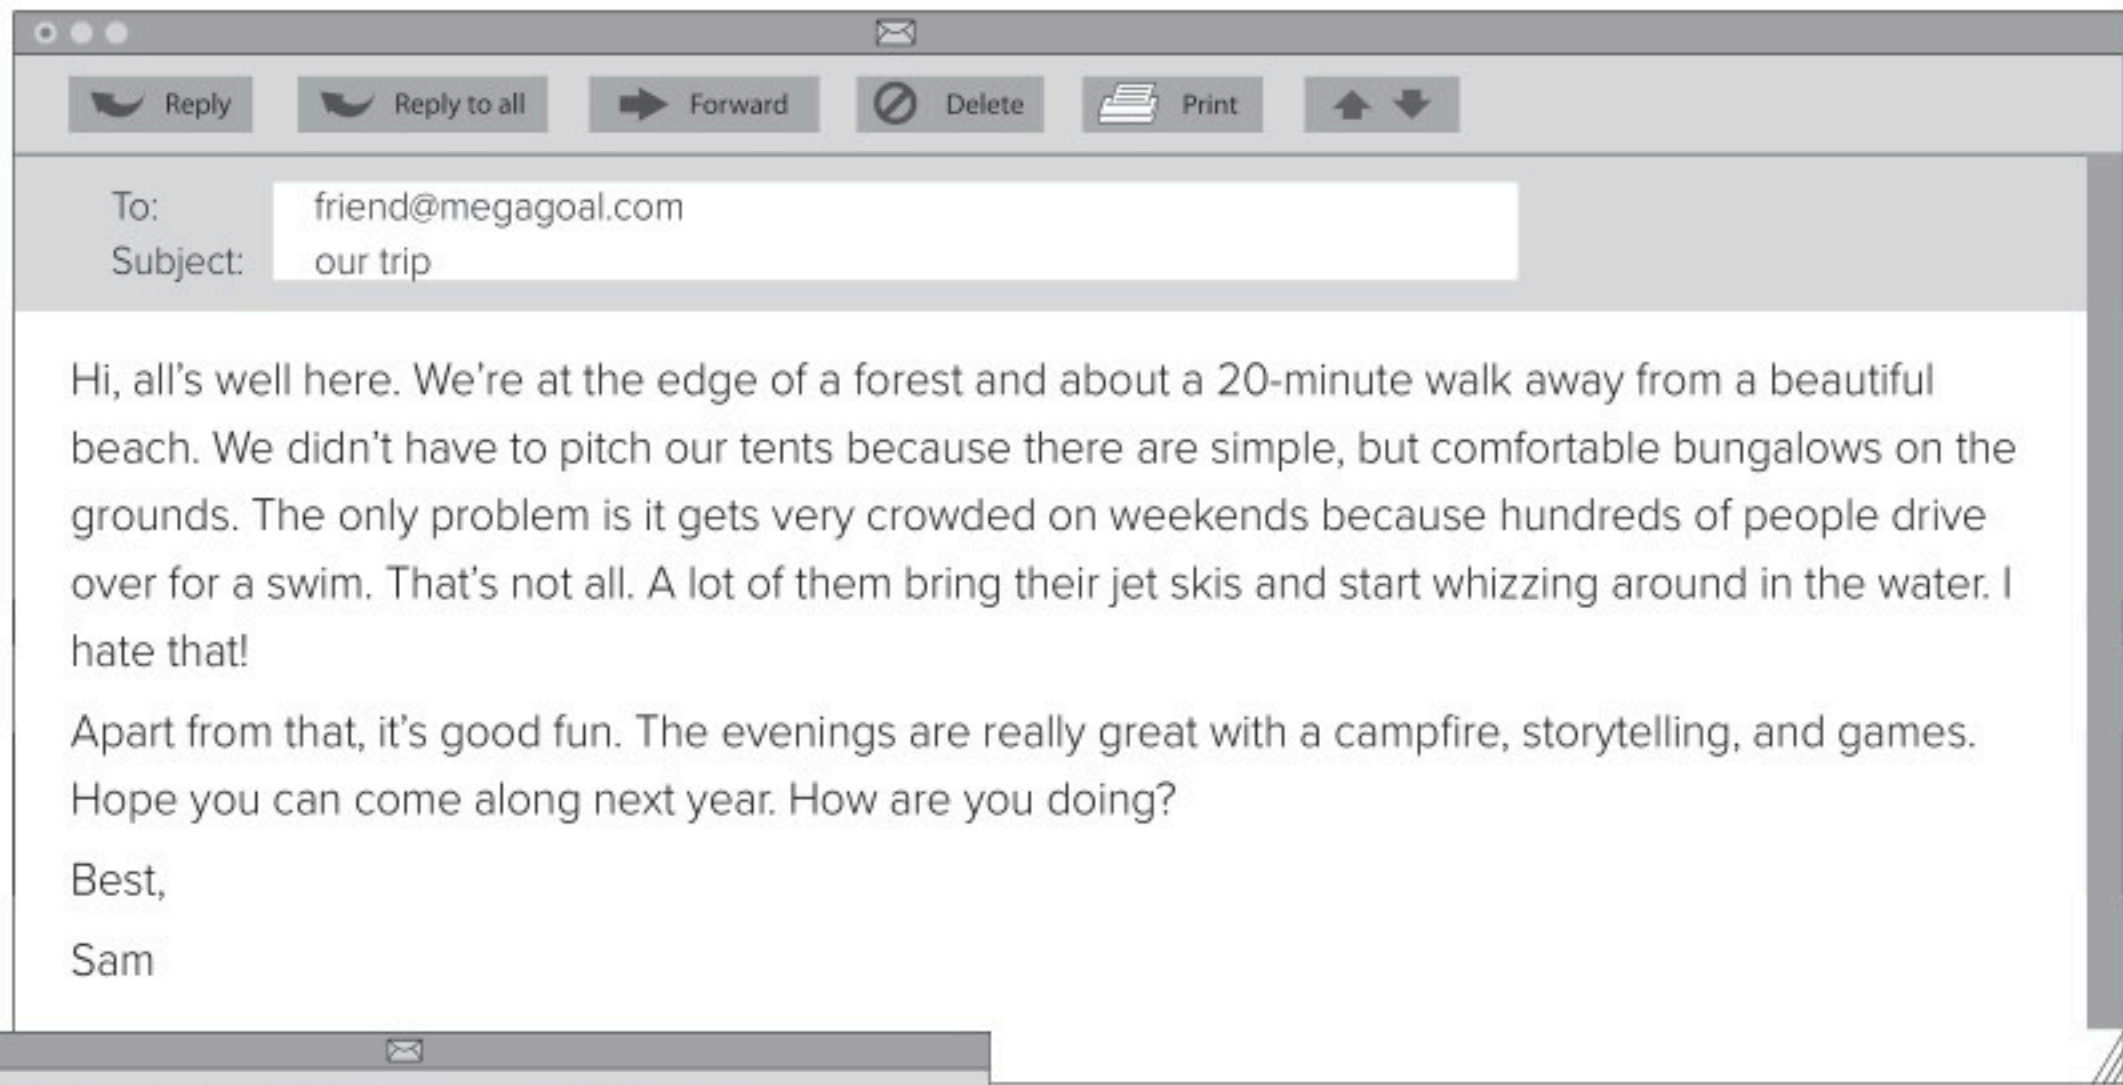 Reply Reply to all Forward Delete Print
To: friend@megagoal.com
Subject: our trip
Hi, all's well here. We're at the edge of a forest and about a 20-minute walk away from a beautiful
beach. We didn't have to pitch our tents because there are simple, but comfortable bungalows on the
grounds. The only problem is it gets very crowded on weekends because hundreds of people drive
over for a swim. That's not all. A lot of them bring their jet skis and start whizzing around in the water. I
hate that!
Apart from that, it's good fun. The evenings are really great with a campfire, storytelling, and games.
Hope you can come along next year. How are you doing?
Best,
Sam